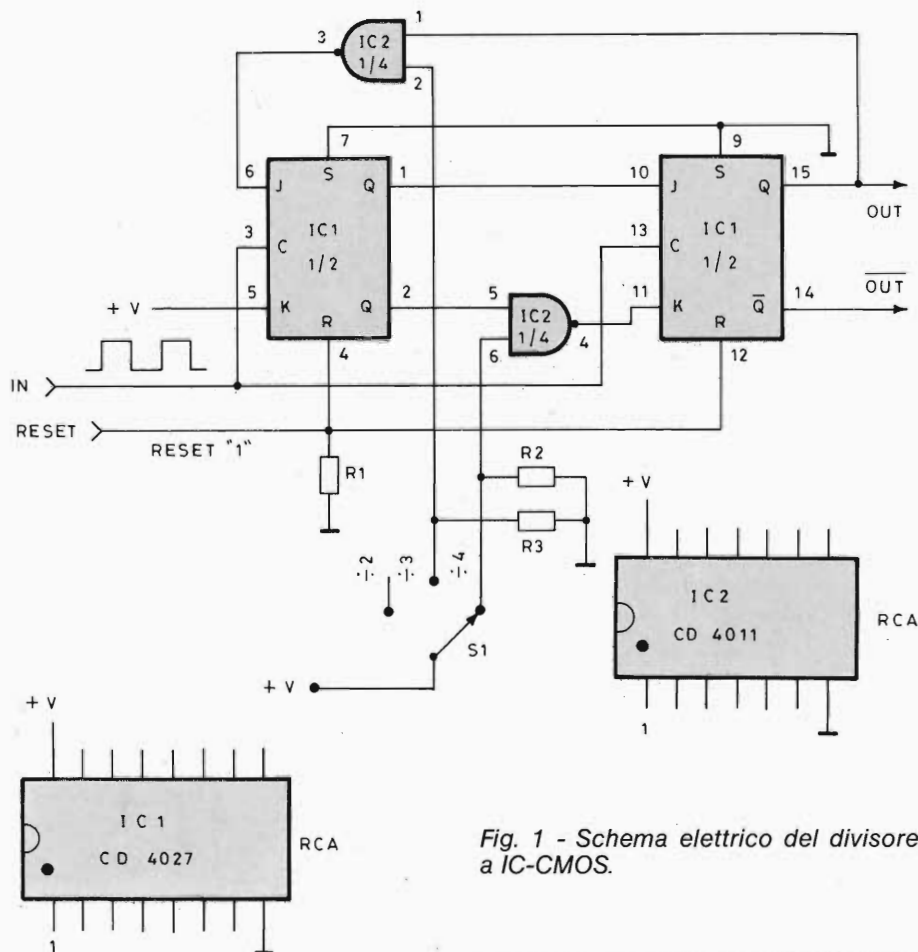 3
IC2
1/4
1
2
7
9
6
J
S
Q
1
10
J
S
Q
15
OUT
3
C
IC1
1/2
13
C
IC1
1/2
+ V
5
K
R
Q
2
5
IC2
1/4
4
11
K
R
Q̅
14
O̅U̅T̅
4
6
12
IN
RESET
RESET "1"
R1
R2
R3
÷2
÷3
÷4
S1
+ V
+ V
IC2
CD 4011
RCA
1
+ V
IC1
CD 4027
RCA
1
Fig. 1 - Schema elettrico del divisore
a IC-CMOS.